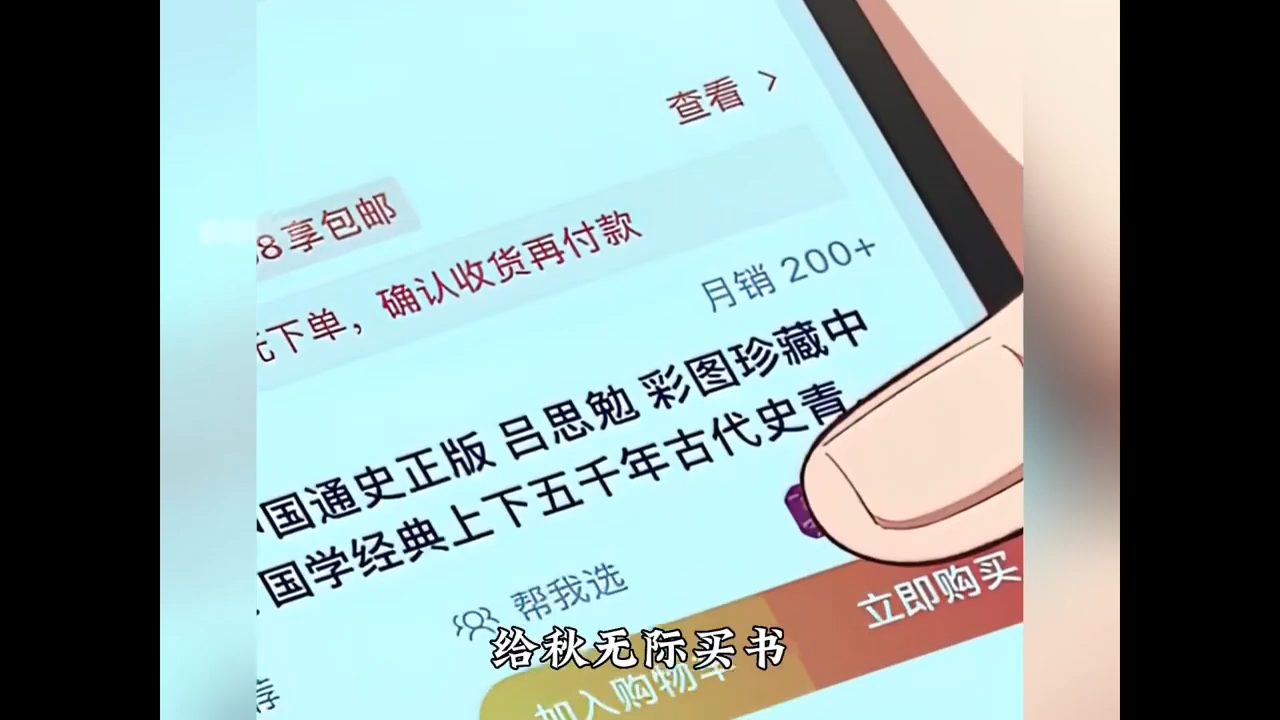 查看 >
8享包邮
下单，确认收货再付款
月销 200+
国通史正版 吕思勉 彩图珍藏中
国学经典上下五千年古代史青
帮我选
立即购买
给秋无际买书
加入购物车
荐